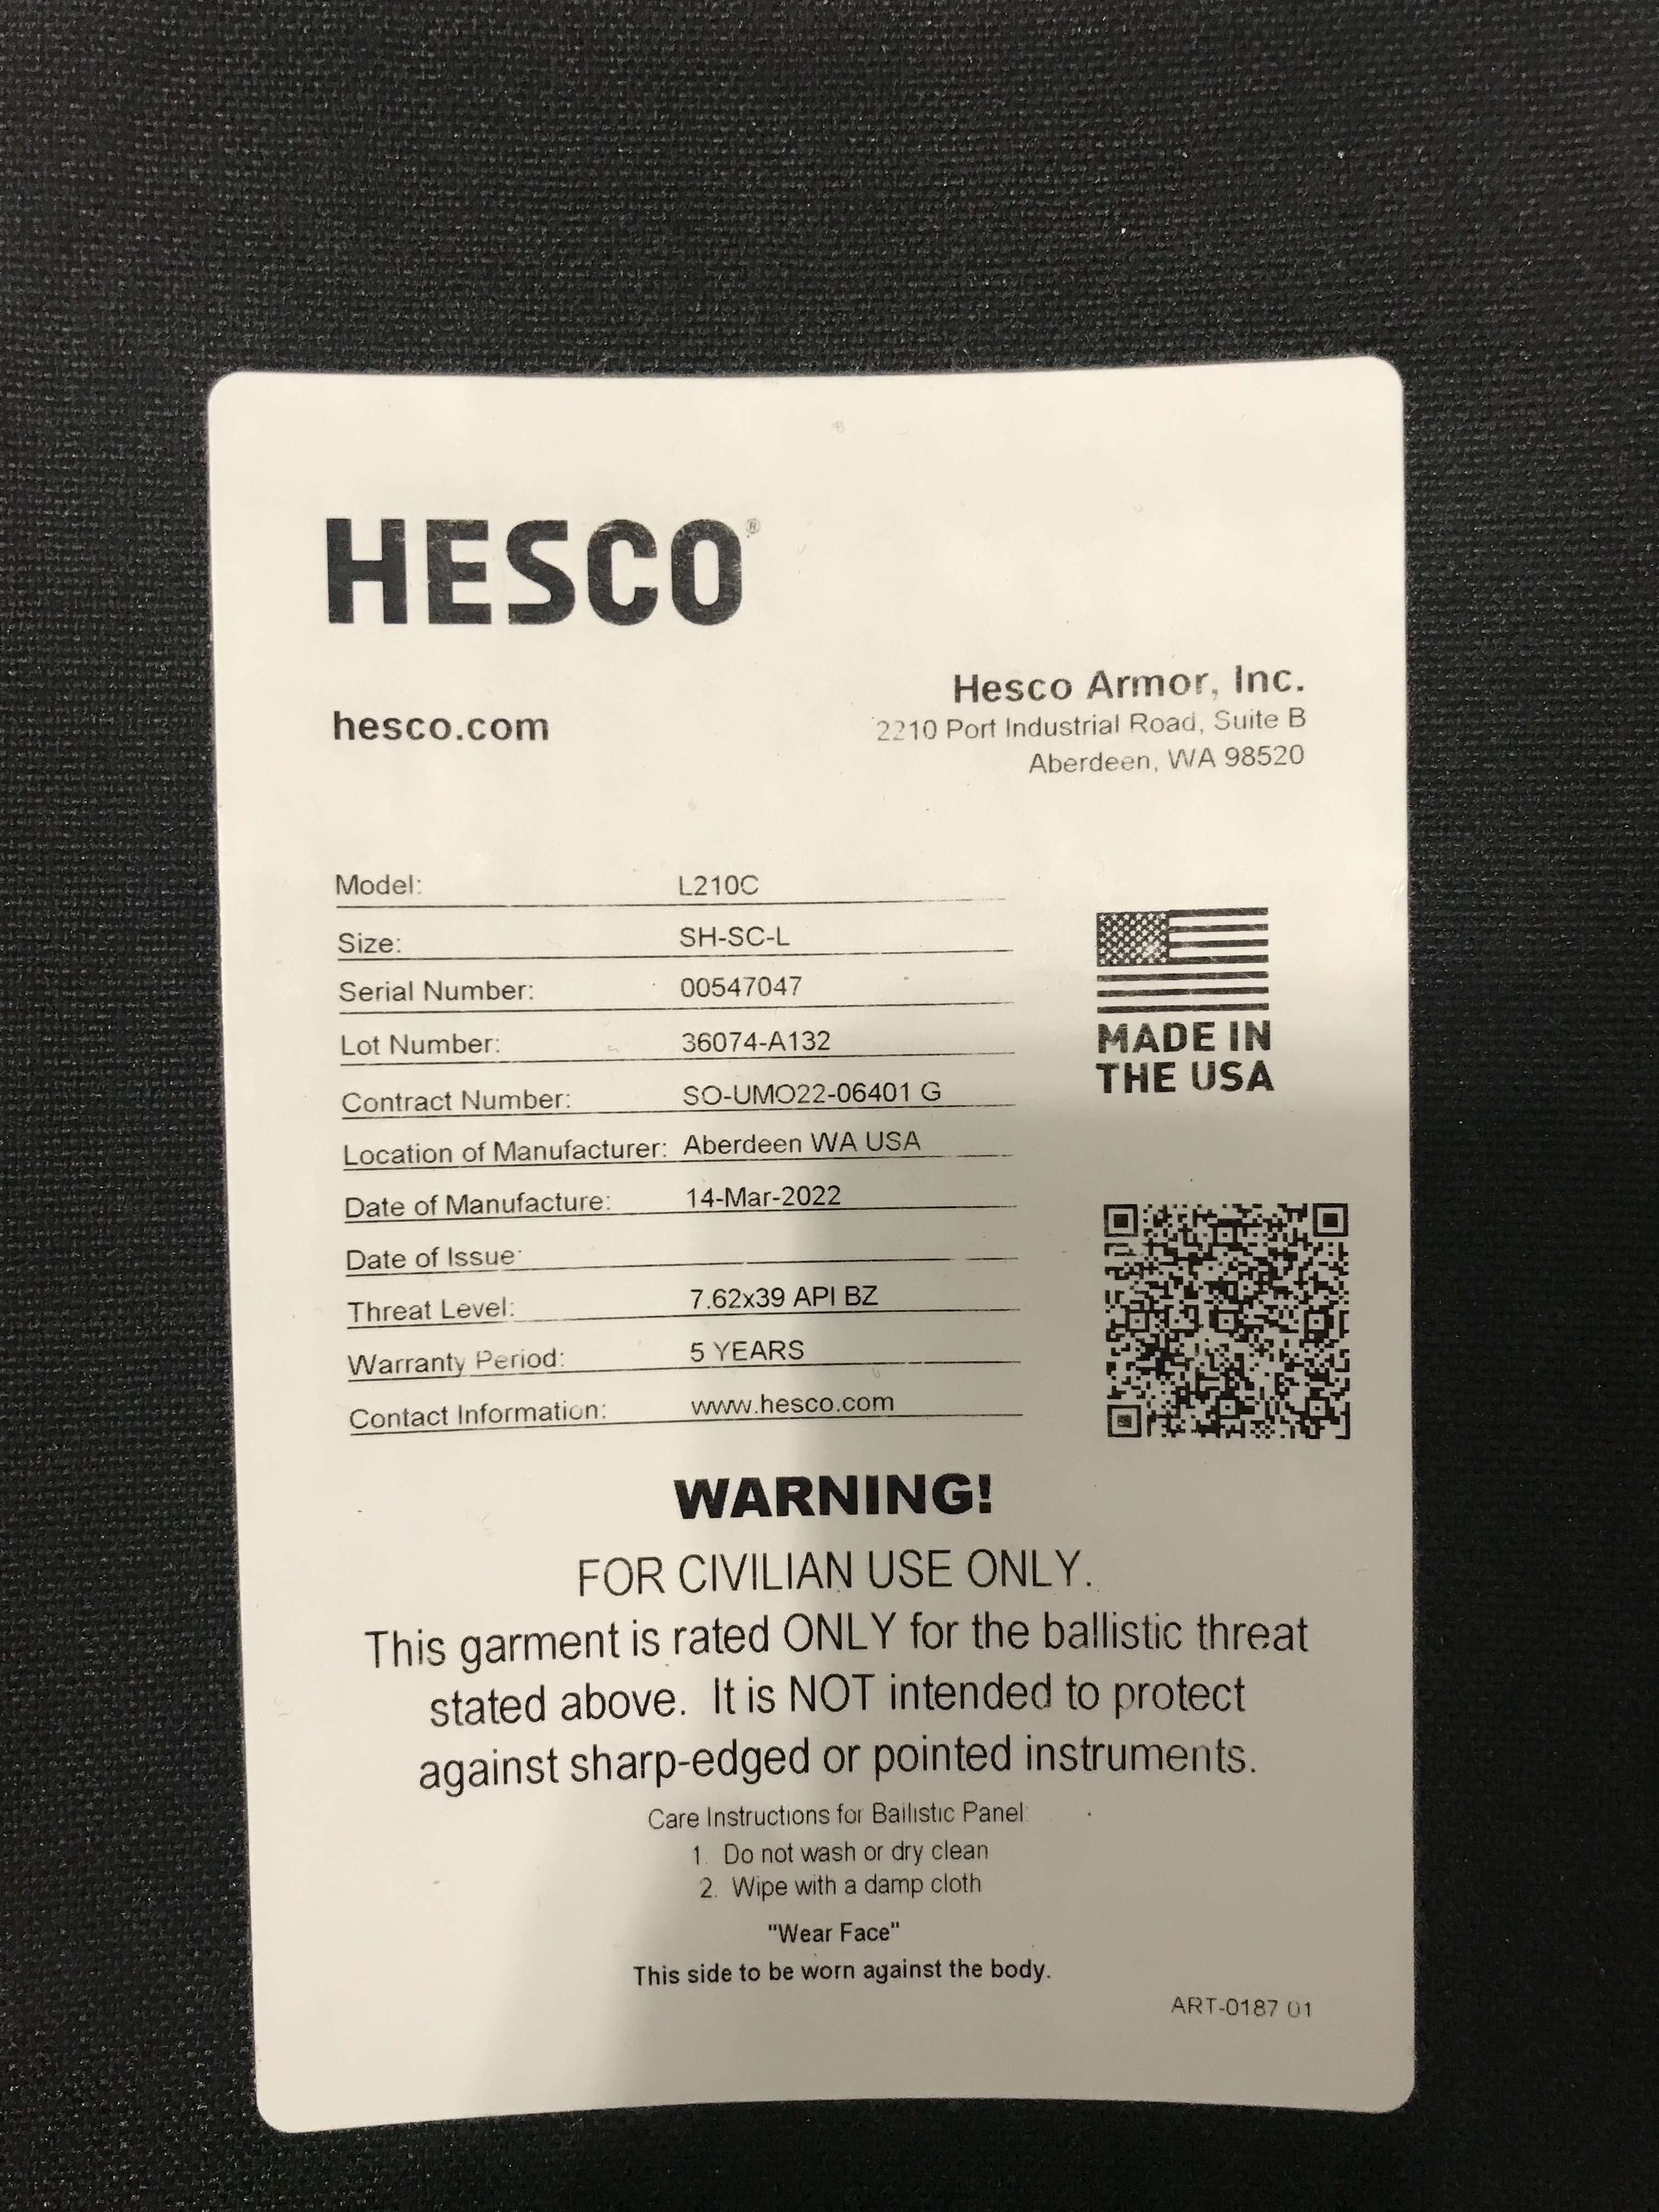 HESCO®
hesco.com
Hesco Armor, Inc.
2210 Port Industrial Road, Suite B
Aberdeen, WA 98520
Model: L210C
Size: SH-SC-L
Serial Number: 00547047
Lot Number: 36074-A132
Contract Number: SO-UMO22-06401 G
Location of Manufacturer: Aberdeen WA USA
Date of Manufacture: 14-Mar-2022
Date of Issue:
Threat Level: 7.62x39 API BZ
Warranty Period: 5 YEARS
Contact Information: www.hesco.com
MADE IN
THE USA
WARNING!
FOR CIVILIAN USE ONLY.
This garment is rated ONLY for the ballistic threat
stated above. It is NOT intended to protect
against sharp-edged or pointed instruments.
Care Instructions for Ballistic Panel:
1. Do not wash or dry clean
2. Wipe with a damp cloth
"Wear Face"
This side to be worn against the body.
ART-0187 01